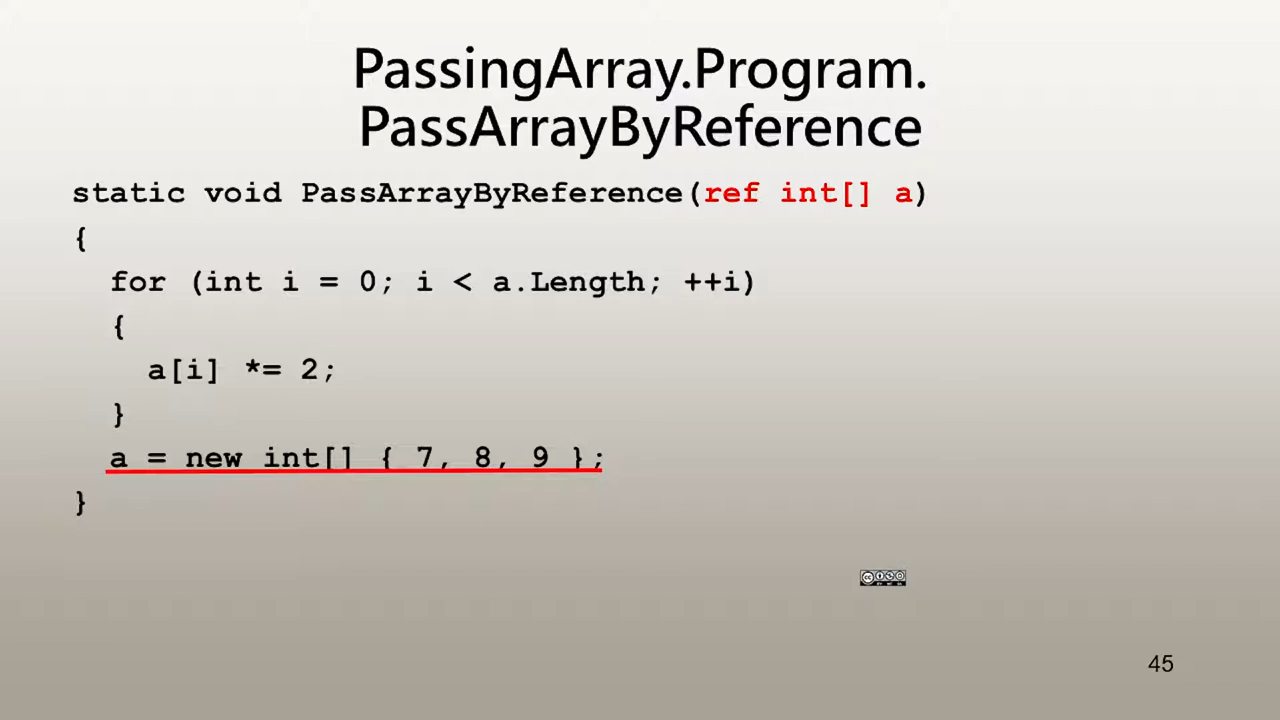 PassingArray.Program.
PassArrayByReference
static void PassArrayByReference(ref int[] a)
{
for (int i = 0; i < a.Length; ++i)
{
a[i] *= 2;
}
a = new int[] { 7, 8, 9 };
}
45